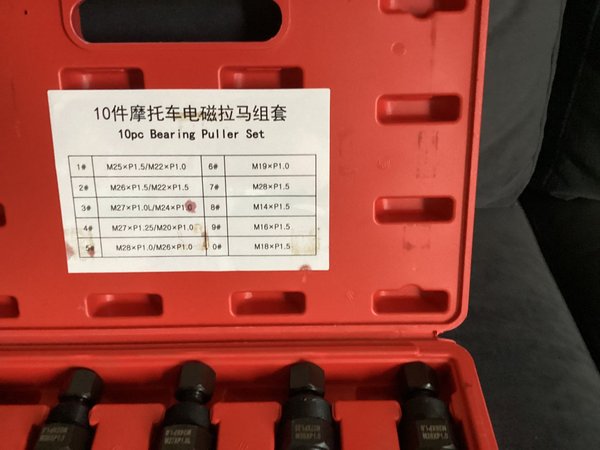 10件摩托车电磁拉马组套
10pc Bearing Puller Set
1# M25×P1.5/M22×P1.0 6# M19×P1.0
2# M26×P1.5/M22×P1.5 7# M28×P1.5
3# M27×P1.0L/M24×P1.0 8# M14×P1.5
4# M27×P1.25/M20×P1.0 9# M16×P1.5
5# M28×P1.0/M26×P1.0 0# M18×P1.5